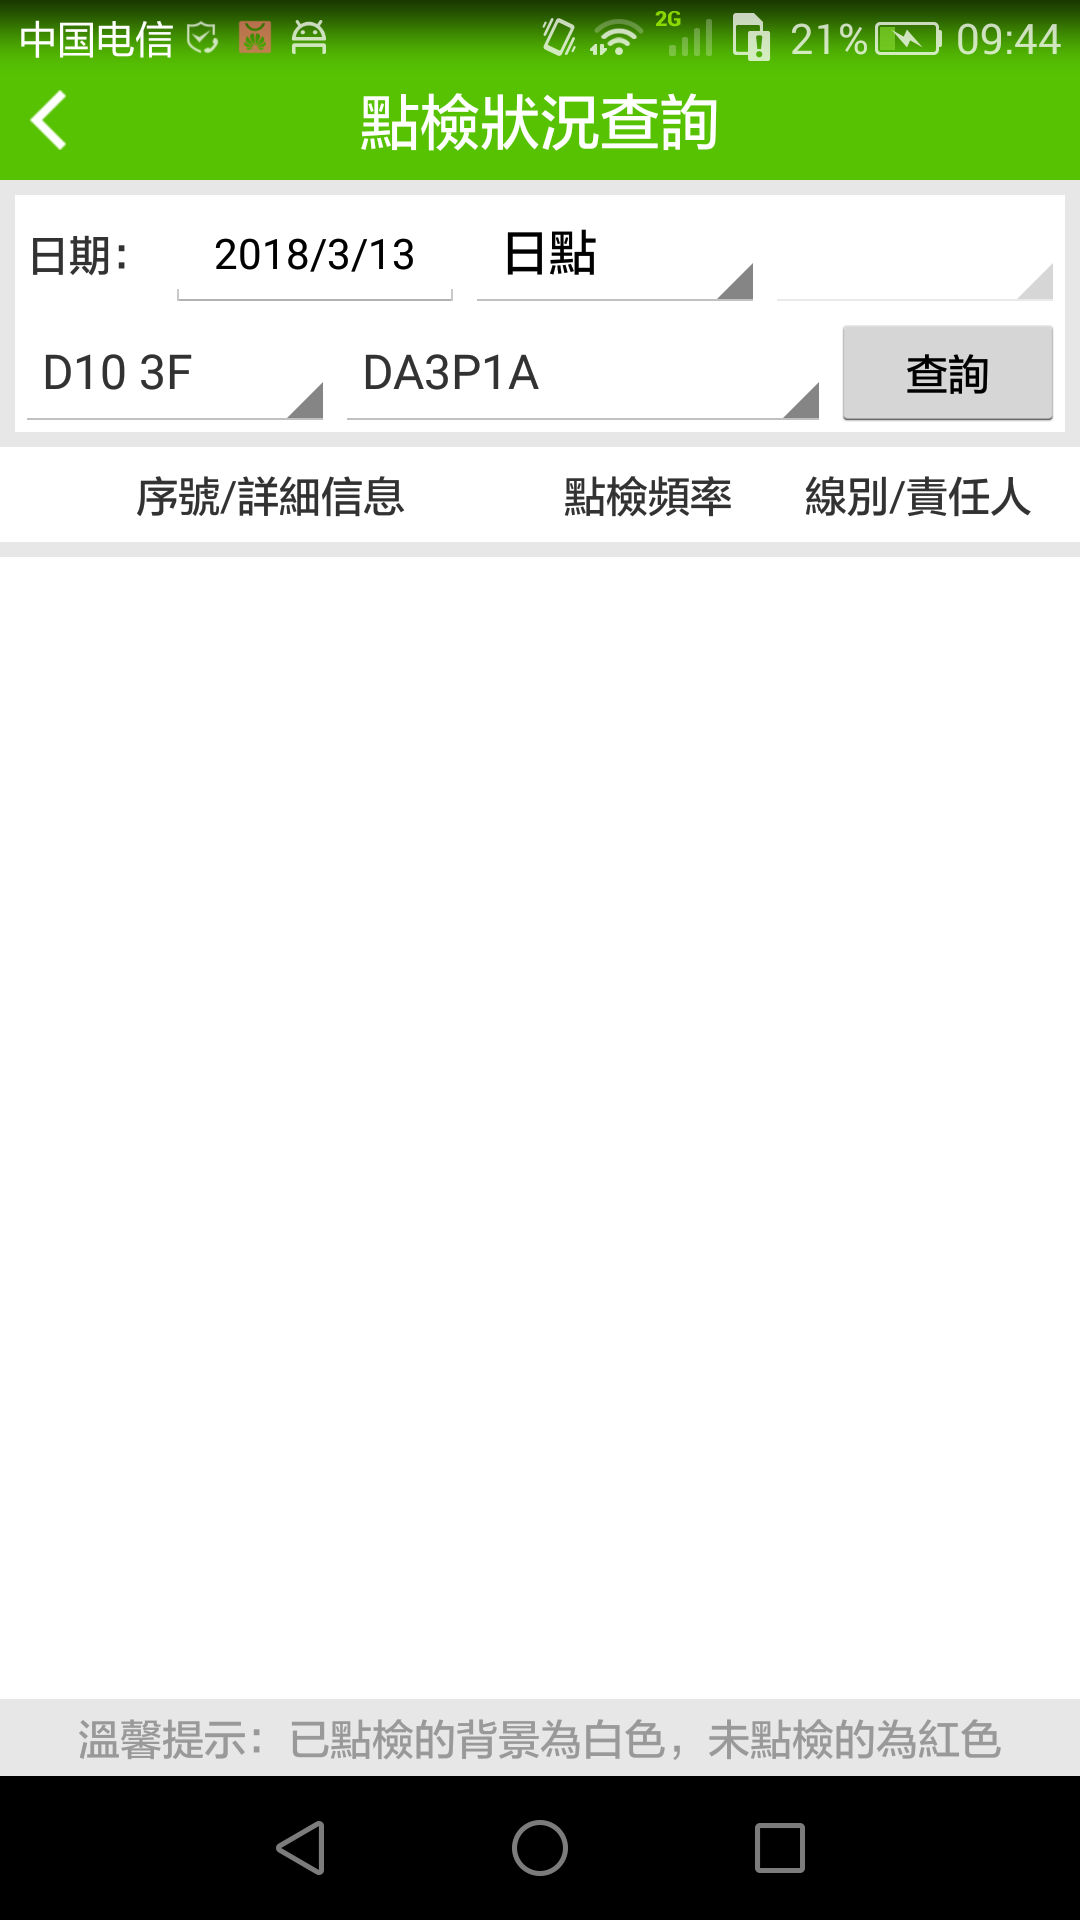 中国电信 2G 21% 09:44
點檢狀況查詢
日期： 2018/3/13 日點
D10 3F DA3P1A 查詢
序號/詳細信息 點檢頻率 線別/責任人
溫馨提示：已點檢的背景為白色，未點檢的為紅色